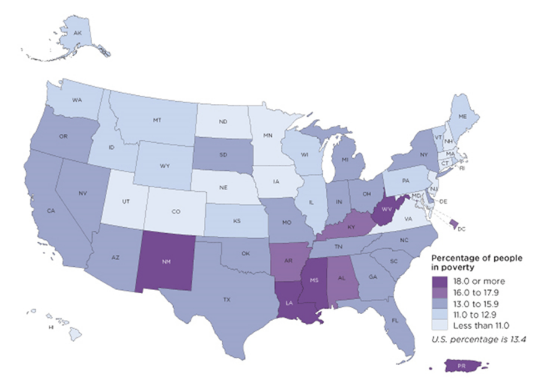 AK
WA
MT
ND
MN
ME
OR
ID
WY
SD
WI
MI
VT
NH
NY
MA
CT
RI
NV
UT
CO
NE
IA
IL
IN
OH
PA
NJ
CA
KS
MO
KY
WV
VA
MD
DE
DC
AZ
NM
OK
AR
TN
NC
SC
TX
LA
MS
AL
GA
FL
HI
PR
Percentage of people
in poverty
18.0 or more
16.0 to 17.9
13.0 to 15.9
11.0 to 12.9
Less than 11.0
U.S. percentage is 13.4